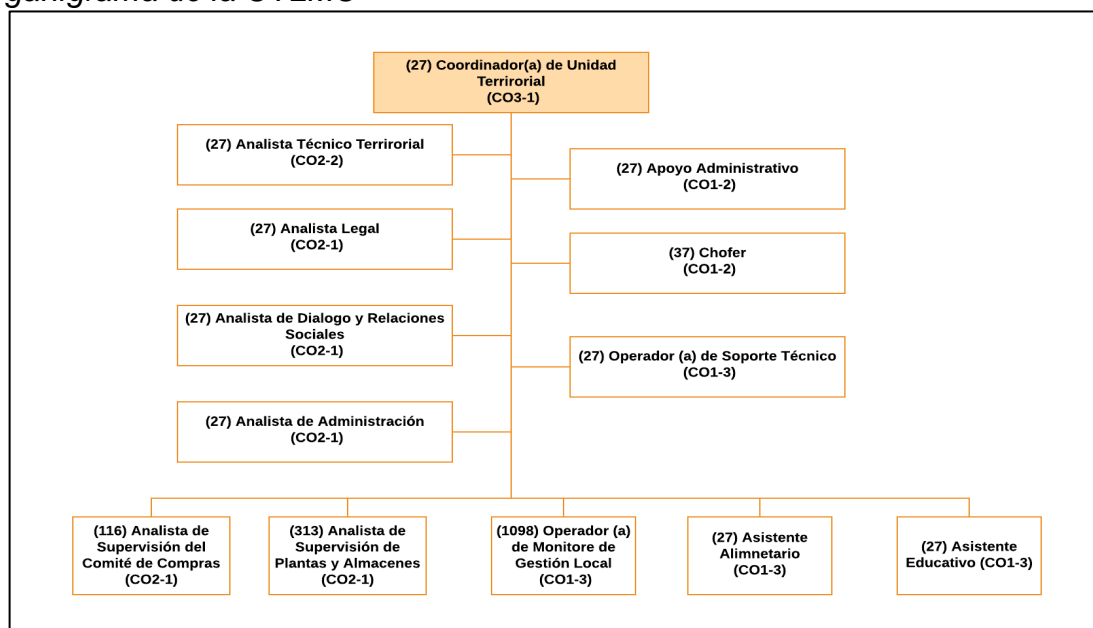 (27) Coordinador(a) de Unidad
Terrirorial
(CO3-1)
(27) Analista Técnico Terrirorial
(CO2-2)
(27) Apoyo Administrativo
(CO1-2)
(27) Analista Legal
(CO2-1)
(37) Chofer
(CO1-2)
(27) Analista de Dialogo y Relaciones
Sociales
(CO2-1)
(27) Operador (a) de Soporte Técnico
(CO1-3)
(27) Analista de Administración
(CO2-1)
(116) Analista de
Supervisión del
Comité de Compras
(CO2-1)
(313) Analista de
Supervisión de
Plantas y Almacenes
(CO2-1)
(1098) Operador (a)
de Monitore de
Gestión Local
(CO1-3)
(27) Asistente
Alimnetario
(CO1-3)
(27) Asistente
Educativo (CO1-3)